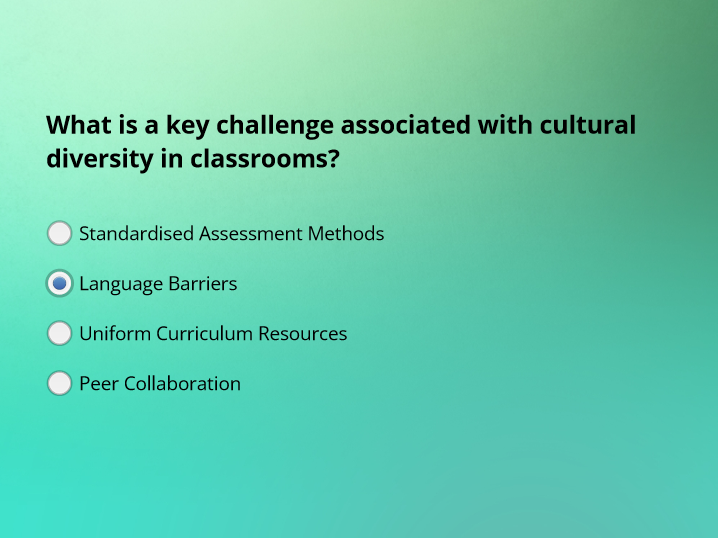 What is a key challenge associated with cultural
diversity in classrooms?
Standardised Assessment Methods
Language Barriers
Uniform Curriculum Resources
Peer Collaboration